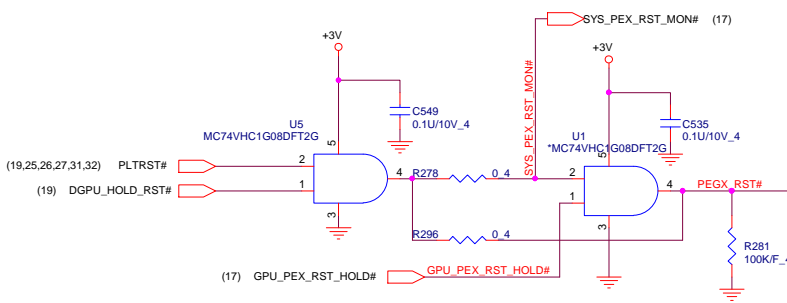 SYS_PEX_RST_MON# (17)
+3V
+3V
SYS_PEX_RST_MON#
C549
0.1U/10V_4
C535
0.1U/10V_4
U5
MC74VHC1G08DFT2G
U1
*MC74VHC1G08DFT2G
5
5
(19,25,26,27,31,32) PLTRST#
2
4
R278
0_4
2
4
PEGX_RST#
(19) DGPU_HOLD_RST#
1
1
3
3
R296
0_4
R281
100K/F_4
(17) GPU_PEX_RST_HOLD#
GPU_PEX_RST_HOLD#